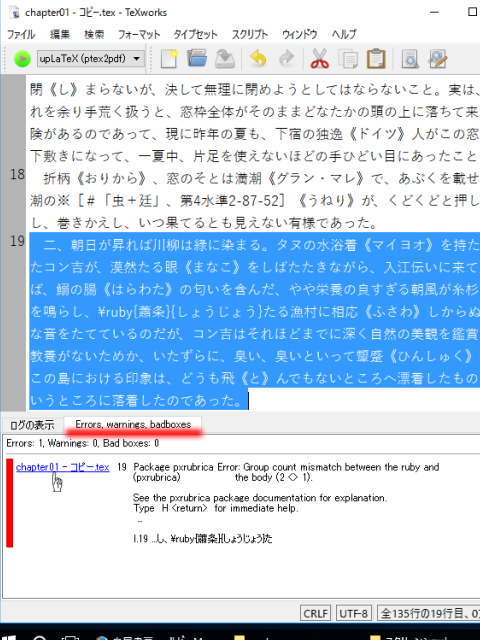 chapter01 - コピー.tex - TeXworks
ファイル 編集 検索 フォーマット タイプセット スクリプト ウィンドウ ヘルプ
upLaTeX (ptex2pdf)
閉《し》まらないが、決して無理に閉めようとしてはならないこと。実は、
れを余り手荒く扱うと、窓枠全体がそのままどなたかの頭の上に落ちて来
険があるのであって、現に昨年の夏も、下宿の独逸《ドイツ》人がこの窓
下敷きになって、一夏中、片足を使えないほどの手ひどい目にあったこと
18 折柄《おりから》、窓のそとは満潮《グラン・マレ》で、あぶくを載せ
潮の※［＃「虫＋廷」、第4水準2-87-52］《うねり》が、くどくどと押し
し、巻きかえし、いつ果てるとも見えない有様であった。
19 二、朝日が昇れば川柳は緑に染まる。タヌの水浴着《マイヨオ》を持た
たコン吉が、漠然たる眼《まなこ》をしばたたきながら、入江伝いに来て
ば、鰯の腸《はらわた》の匂いを含んだ、やや栄養の良すぎる朝風が糸杉
を鳴らし、¥ruby{蕭条}{しょうじょう}たる漁村に相応《ふさわ》しからぬ
な音をたてているのだが、コン吉はそれほどまでに深く自然の美観を鑑賞
教養がないためか、いたずらに、臭い、臭いといって顰蹙《ひんしゅく》
この島における印象は、どうも飛《と》んでもないところへ漂着したもの
いうところに落着したのであった。
ログの表示 Errors, warnings, badboxes
Errors: 1, Warnings: 0, Bad boxes: 0
chapter01 - コピー.tex 19 Package pxrubrica Error: Group count mismatch between the ruby and
(pxrubrica) the body (2 <> 1).
See the pxrubrica package documentation for explanation.
Type H <return> for immediate help.
...
l.19 ...し、¥ruby{蕭条}{しょうじょう}た
CRLF UTF-8 全135行の19行目、